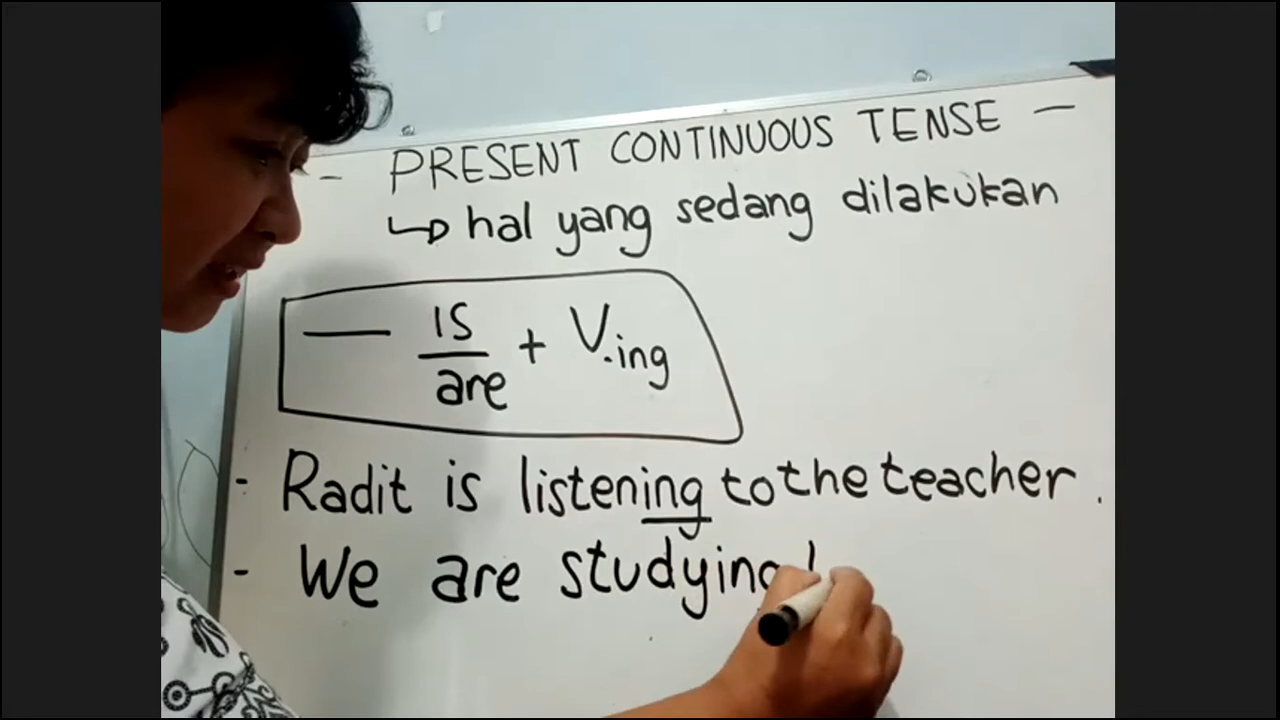 - PRESENT CONTINUOUS TENSE -
↳ hal yang sedang dilakukan
— is/are + V.ing
- Radit is listening to the teacher.
- We are studying